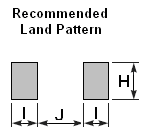 Recommended
Land Pattern
H
I J I